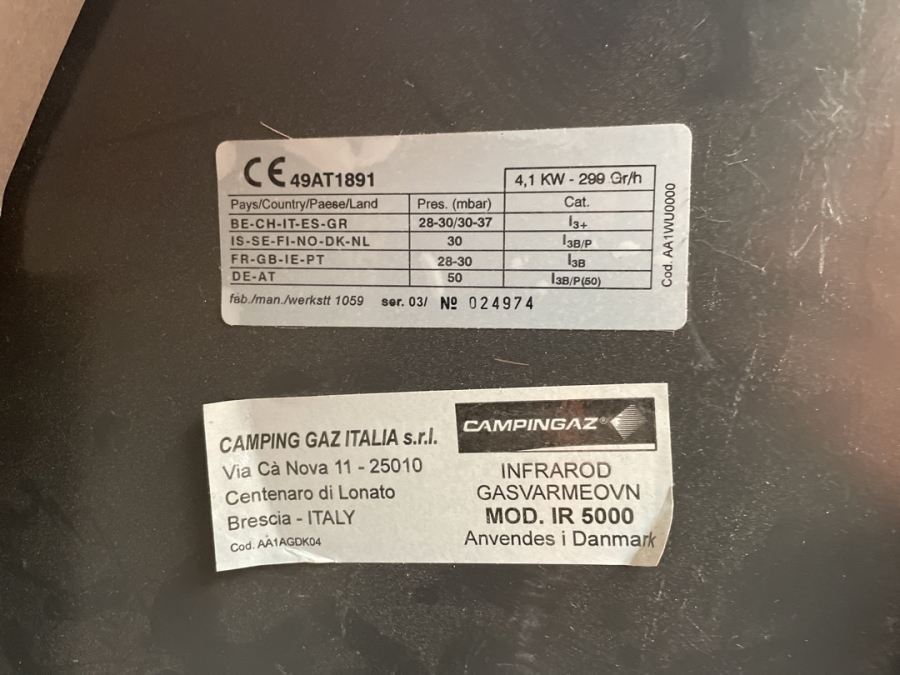 CE 49AT1891
4,1 KW - 299 Gr/h
Pays/Country/Paese/Land Pres. (mbar) Cat.
BE-CH-IT-ES-GR 28-30/30-37 I3+
IS-SE-FI-NO-DK-NL 30 I3B/P
FR-GB-IE-PT 28-30 I3B
DE-AT 50 I3B/P(50)
fab./man./werkstt 1059 ser. 03/ Nº 024974
Cod. AA1WU0000
CAMPING GAZ ITALIA s.r.l.
Via Cà Nova 11 - 25010
Centenaro di Lonato
Brescia - ITALY
Cod. AA1AGDK04
CAMPINGAZ®
INFRAROD
GASVARMEOVN
MOD. IR 5000
Anvendes i Danmark